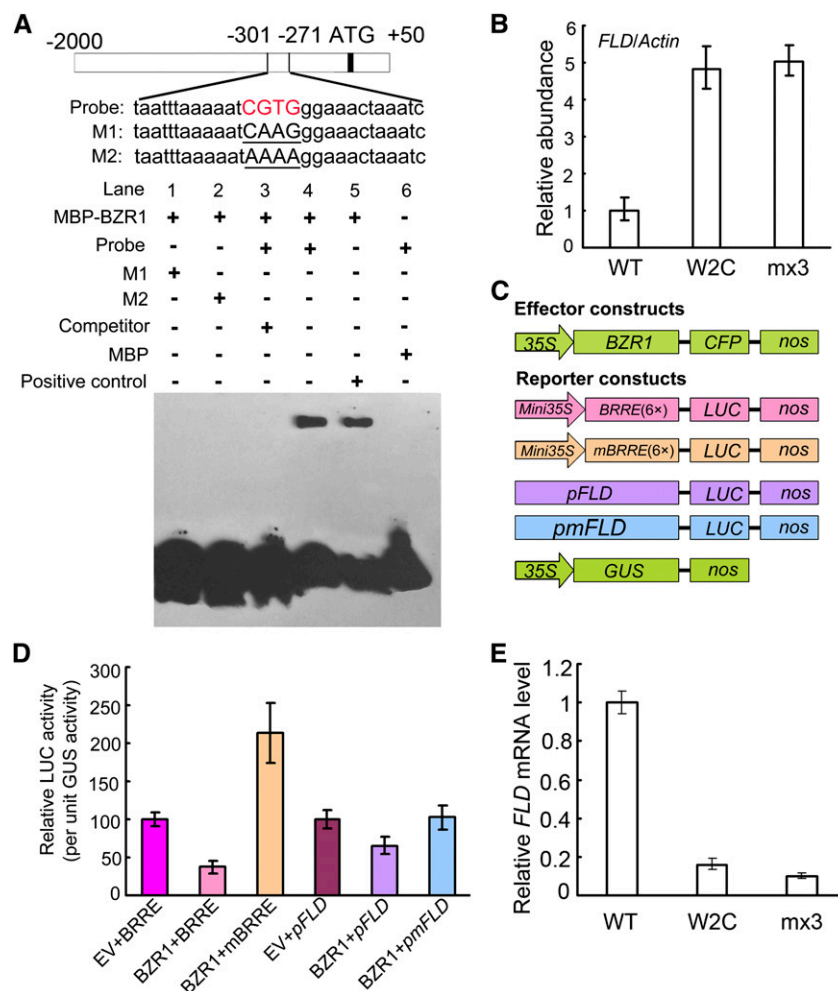 A
-2000 -301 -271 ATG +50
Probe: taatttaaaaatCGTGggaaactaaatc
M1: taatttaaaaatCAAGggaaactaaatc
M2: taatttaaaaatAAAAggaaactaaatc
Lane 1 2 3 4 5 6
MBP-BZR1 + + + + + -
Probe - - + + - +
M1 + - - - - -
M2 - + - - - -
Competitor - - + - - -
MBP - - - - - +
Positive control - - - - + -
B
FLD/Actin
Relative abundance
6
5
4
3
2
1
0
WT W2C mx3
C
Effector constructs
35S BZR1 CFP nos
Reporter constucts
Mini35S BRRE(6×) LUC nos
Mini35S mBRRE(6×) LUC nos
pFLD LUC nos
pmFLD LUC nos
35S GUS nos
D
Relative LUC activity
(per unit GUS activity)
300
250
200
150
100
50
00
EV+BRRE
BZR1+BRRE
BZR1+mBRRE
EV+pFLD
BZR1+pFLD
BZR1+pmFLD
E
Relative FLD mRNA level
1.2
1
0.8
0.6
0.4
0.2
0
WT W2C mx3